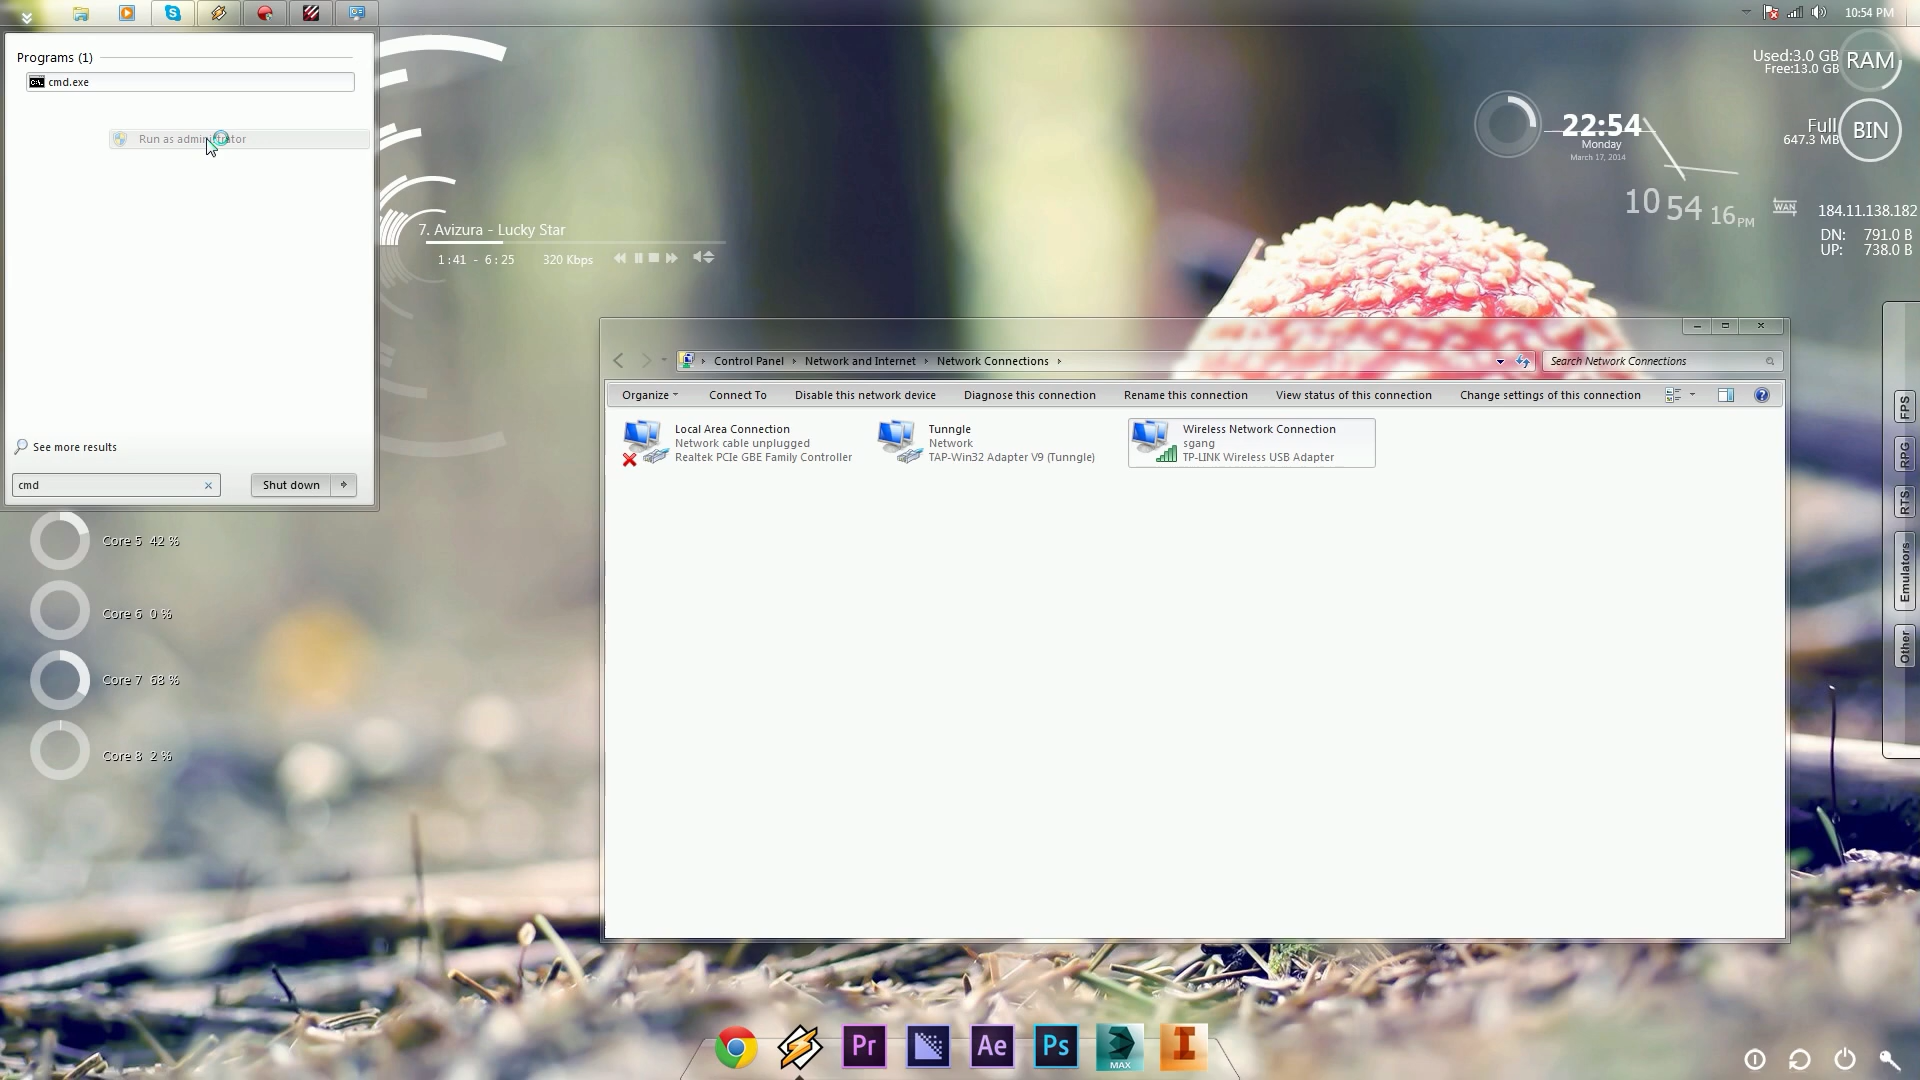 10:54 PM
Programs (1)
cmd.exe
Run as administrator
See more results
cmd
Shut down
Core 5 42 %
Core 6 0 %
Core 7 68 %
Core 8 2 %
7. Avizura - Lucky Star
1:41 - 6:25 320 Kbps
Used:3.0 GB
Free:13.0 GB
RAM
Full
647.3 MB
BIN
22:54
Monday
March 17, 2014
10 54 16 PM
WAN
184.11.138.182
DN: 791.0 B
UP: 738.0 B
Control Panel Network and Internet Network Connections
Search Network Connections
Organize Connect To Disable this network device Diagnose this connection Rename this connection View status of this connection Change settings of this connection
Local Area Connection
Network cable unplugged
Realtek PCIe GBE Family Controller
Tunngle
Network
TAP-Win32 Adapter V9 (Tunngle)
Wireless Network Connection
sgang
TP-LINK Wireless USB Adapter
FPS
RPG
RTS
Emulators
Other
Pr
Ae
Ps
MAX
I